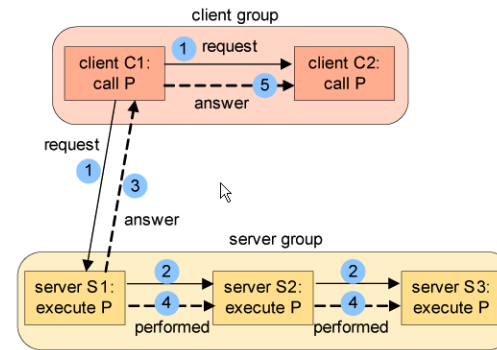 client group
client C1:
call P
1
request
client C2:
call P
answer
5
request
1
3
answer
server group
server S1:
execute P
2
4
performed
server S2:
execute P
2
4
performed
server S3:
execute P